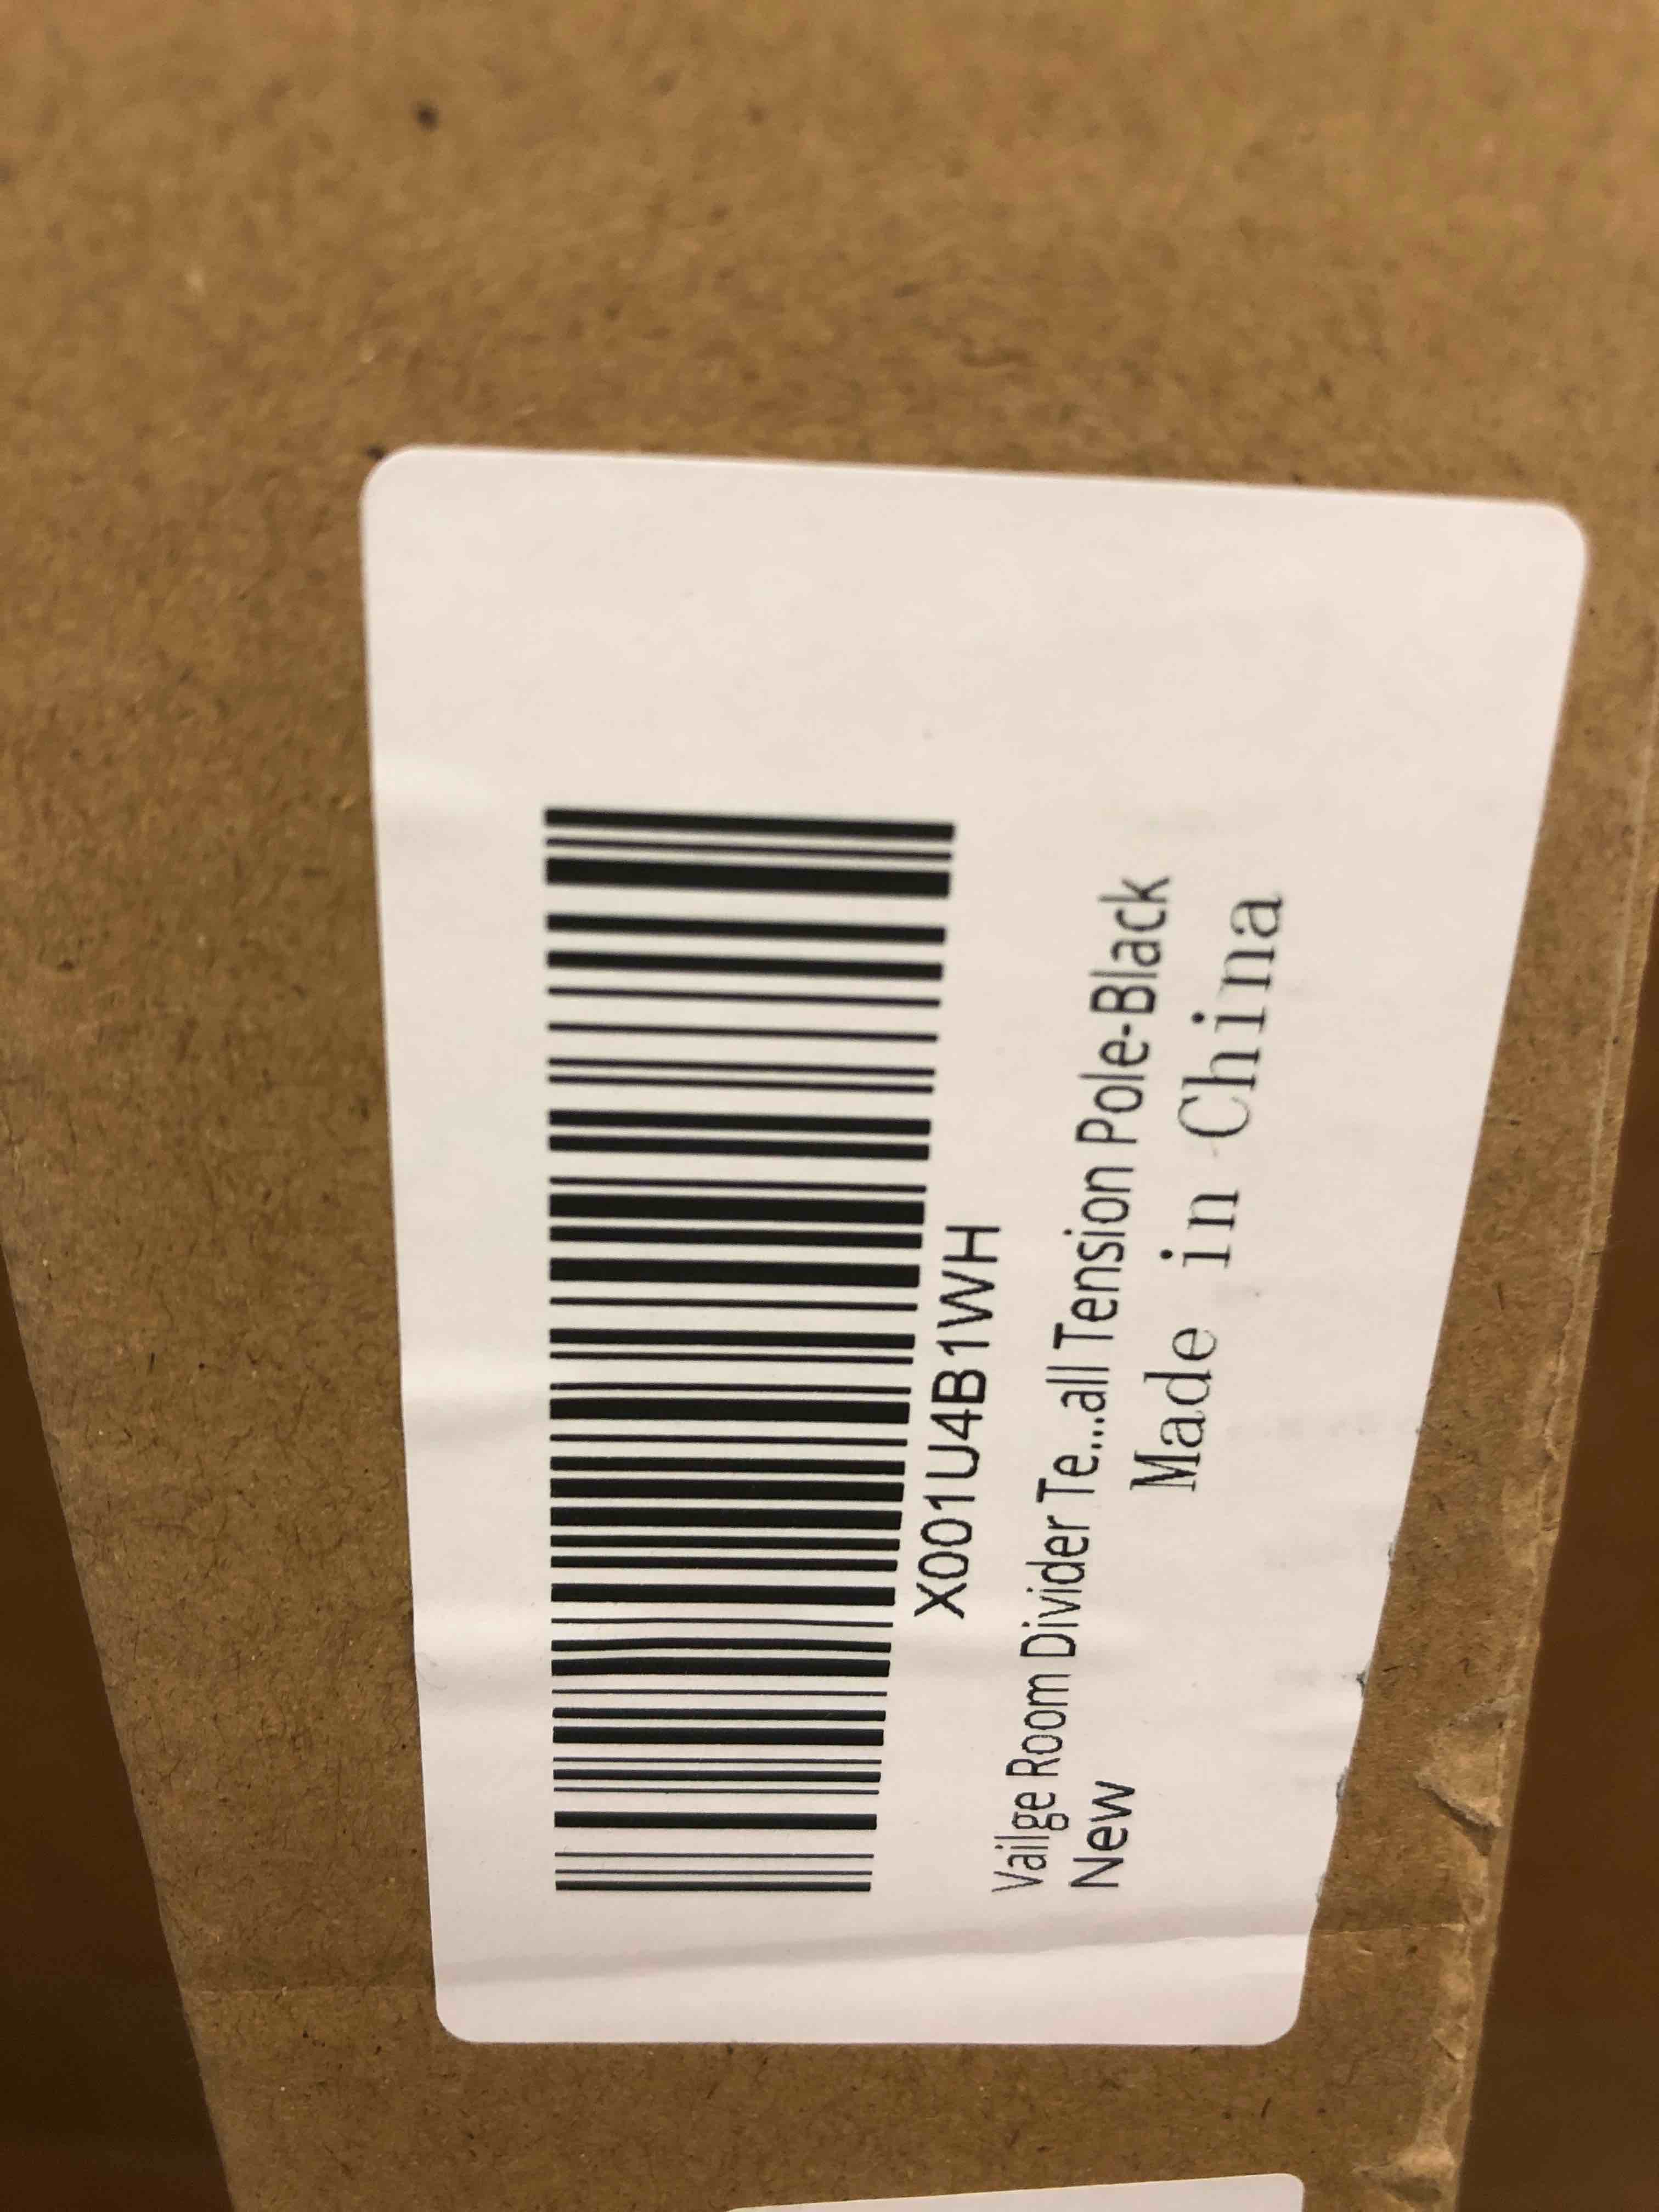 X001U4B1WH
Vailge Room Divider Te....all Tension Pole-Black
New
Made in China